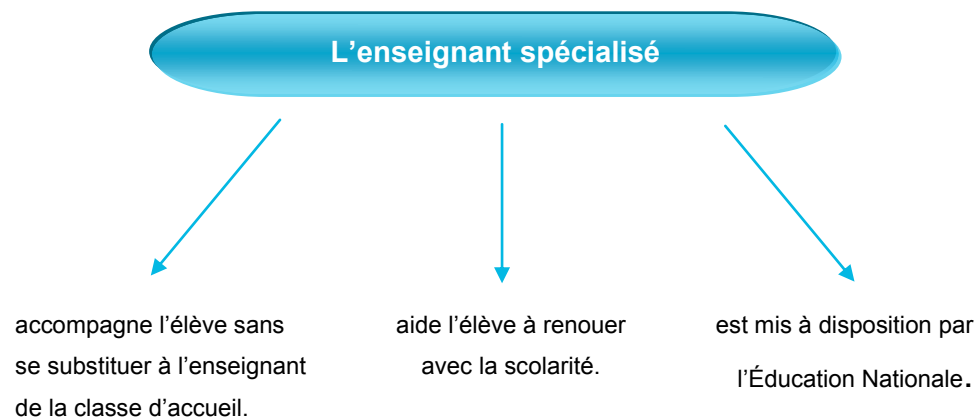 L’enseignant spécialisé
accompagne l’élève sans
se substituer à l’enseignant
de la classe d’accueil.
aide l’élève à renouer
avec la scolarité.
est mis à disposition par
l’Éducation Nationale.